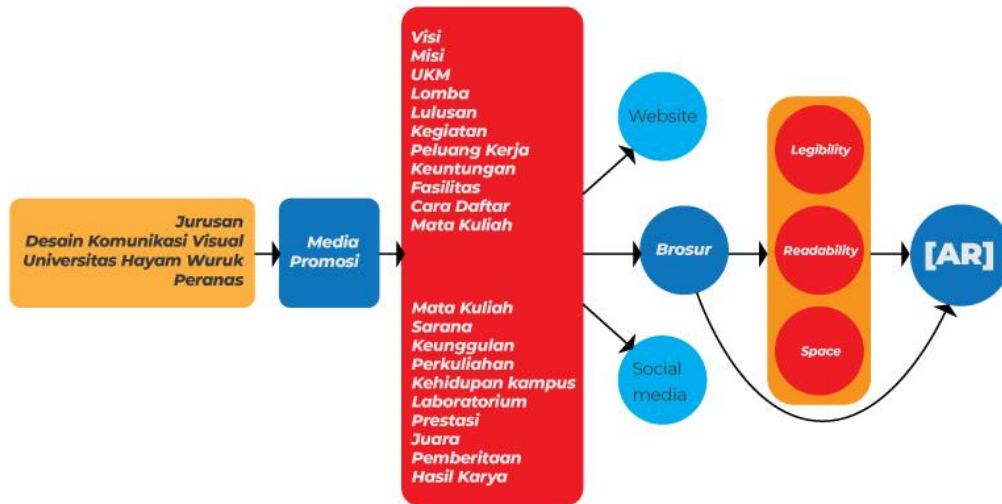 Jurusan
Desain Komunikasi Visual
Universitas Hayam Wuruk
Peranas
Media
Promosi
Visi
Misi
UKM
Lomba
Lulusan
Kegiatan
Peluang Kerja
Keuntungan
Fasilitas
Cara Daftar
Mata Kuliah
Mata Kuliah
Sarana
Keunggulan
Perkuliahan
Kehidupan kampus
Laboratorium
Prestasi
Juara
Pemberitaan
Hasil Karya
Website
Brosur
Social
media
Legibility
Readability
Space
[AR]